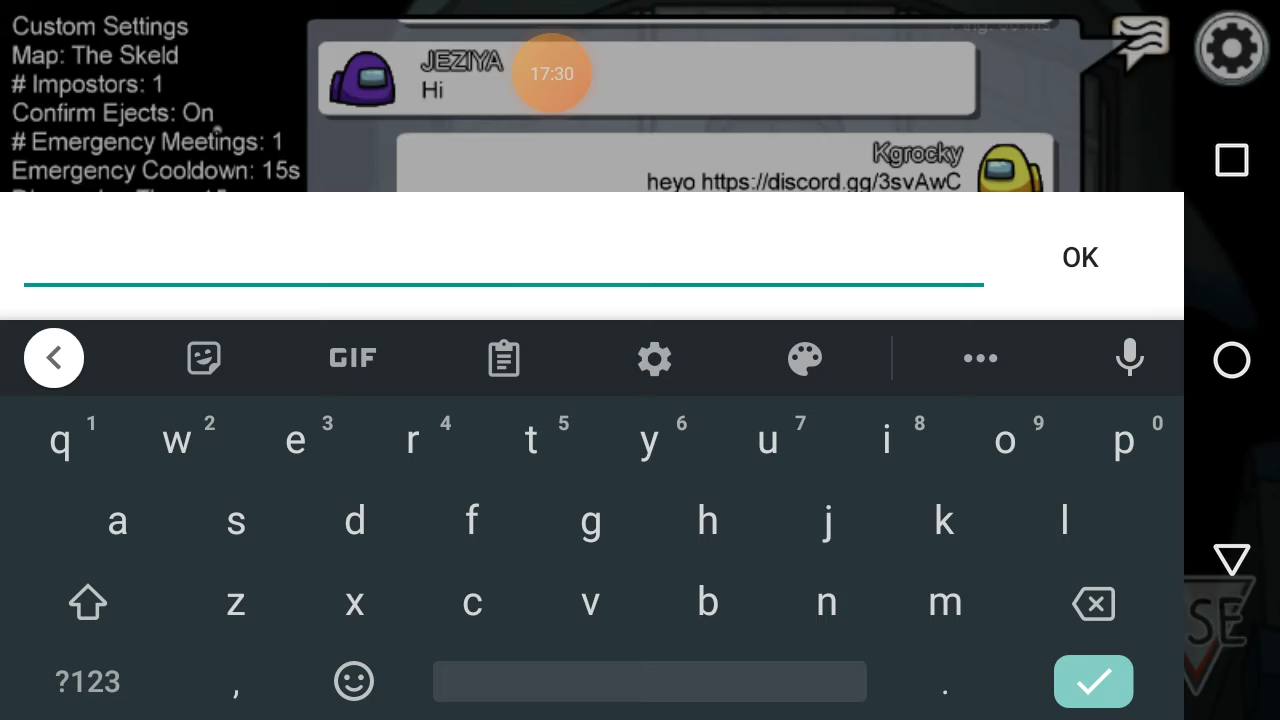 Custom Settings
Map: The Skeld
# Impostors: 1
Confirm Ejects: On
# Emergency Meetings: 1
Emergency Cooldown: 15s
JEZIYA
17:30
Hi
Kgrocky
heyo https://discord.gg/3svAwC
OK
GIF
q 1 w 2 e 3 r 4 t 5 y 6 u 7 i 8 o 9 p 0
a s d f g h j k l
z x c v b n m
?123 , .
SE